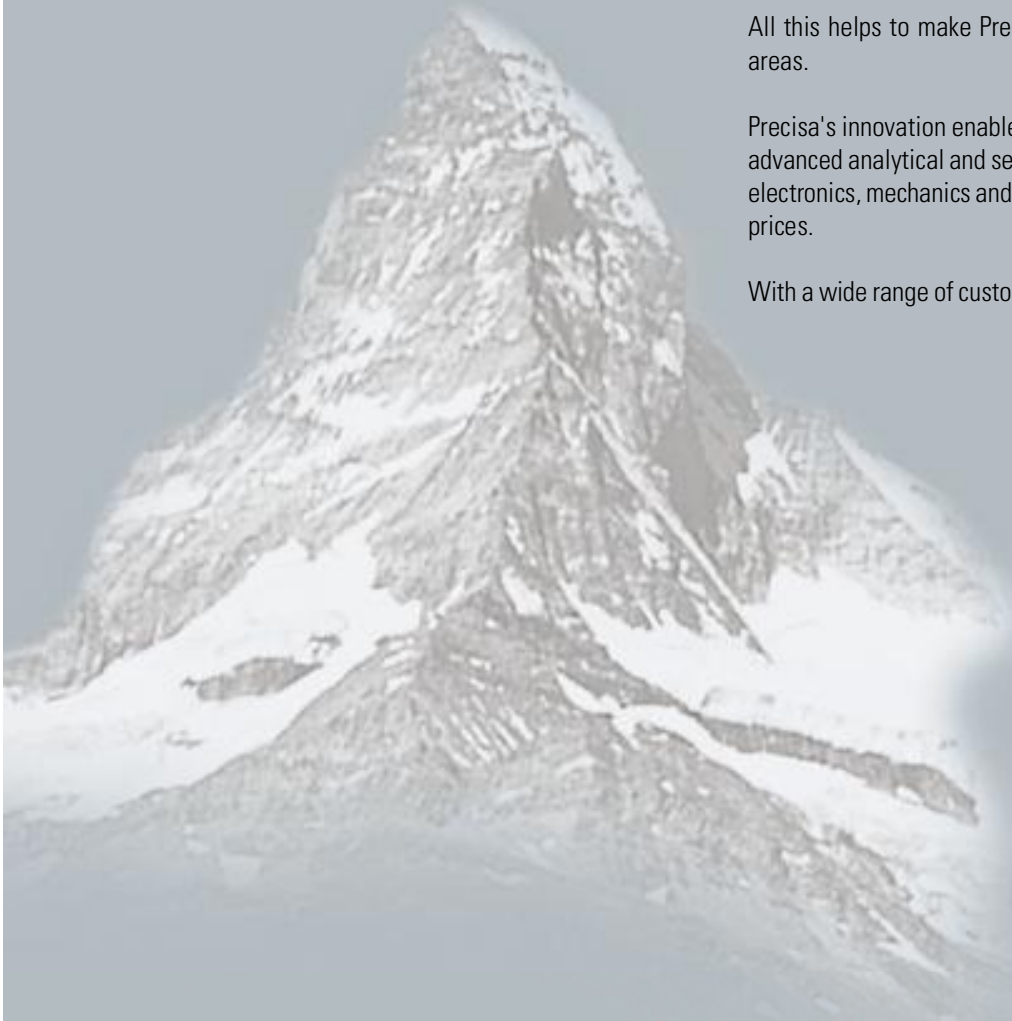 All this helps to make Pre
areas.
Precisa's innovation enable
advanced analytical and se
electronics, mechanics and
prices.
With a wide range of custo